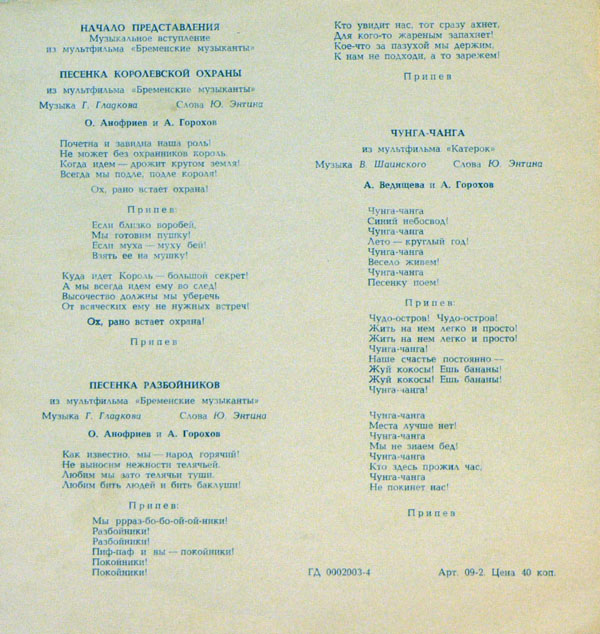 НАЧАЛО ПРЕДСТАВЛЕНИЯ
Музыкальное вступление
из мультфильма «Бременские музыканты»
ПЕСЕНКА КОРОЛЕВСКОЙ ОХРАНЫ
из мультфильма «Бременские музыканты»
Музыка Г. Гладкова Слова Ю. Энтина
О. Анофриев и А. Горохов
Почетна и завидна наша роль!
Не может без охранников король.
Когда идем — дрожит кругом земля!
Всегда мы подле, подле короля!
Ох, рано встает охрана!
Припев:
Если близко воробей,
Мы готовим пушку!
Если муха — муху бей!
Взять ее на мушку!
Куда идет Король — большой секрет!
А мы всегда идем ему во след!
Высочество должны мы уберечь
От всяческих ему не нужных встреч!
Ох, рано встает охрана!
Припев
ПЕСЕНКА РАЗБОЙНИКОВ
из мультфильма «Бременские музыканты»
Музыка Г. Гладкова Слова Ю. Энтина
О. Анофриев и А. Горохов
Как известно, мы — народ горячий!
Не выносим нежности телячьей.
Любим мы зато телячьи туши.
Любим бить людей и бить баклуши!
Припев:
Мы ррраз-бо-бо-ой-ой-ники!
Разбойники!
Разбойники!
Пиф-паф и вы — покойники!
Покойники!
Покойники!
Кто увидит нас, тот сразу ахнет,
Для кого-то жареным запахнет!
Кое-что за пазухой мы держим,
К нам не подходи, а то зарежем!
Припев
ЧУНГА-ЧАНГА
из мультфильма «Катерок»
Музыка В. Шаинского Слова Ю. Энтина
А. Ведищева и А. Горохов
Чунга-чанга
Синий небосвод!
Чунга-чанга
Лето — круглый год!
Чунга-чанга
Весело живем!
Чунга-чанга
Песенку поем!
Припев:
Чудо-остров! Чудо-остров!
Жить на нем легко и просто!
Жить на нем легко и просто!
Чунга-чанга!
Наше счастье постоянно —
Жуй кокосы! Ешь бананы!
Жуй кокосы! Ешь бананы!
Чунга-чанга!
Чунга-чанга
Места лучше нет!
Чунга-чанга
Мы не знаем бед!
Чунга-чанга
Кто здесь прожил час,
Чунга-чанга
Не покинет нас!
Припев
ГД 0002003-4 Арт. 09-2. Цена 40 коп.